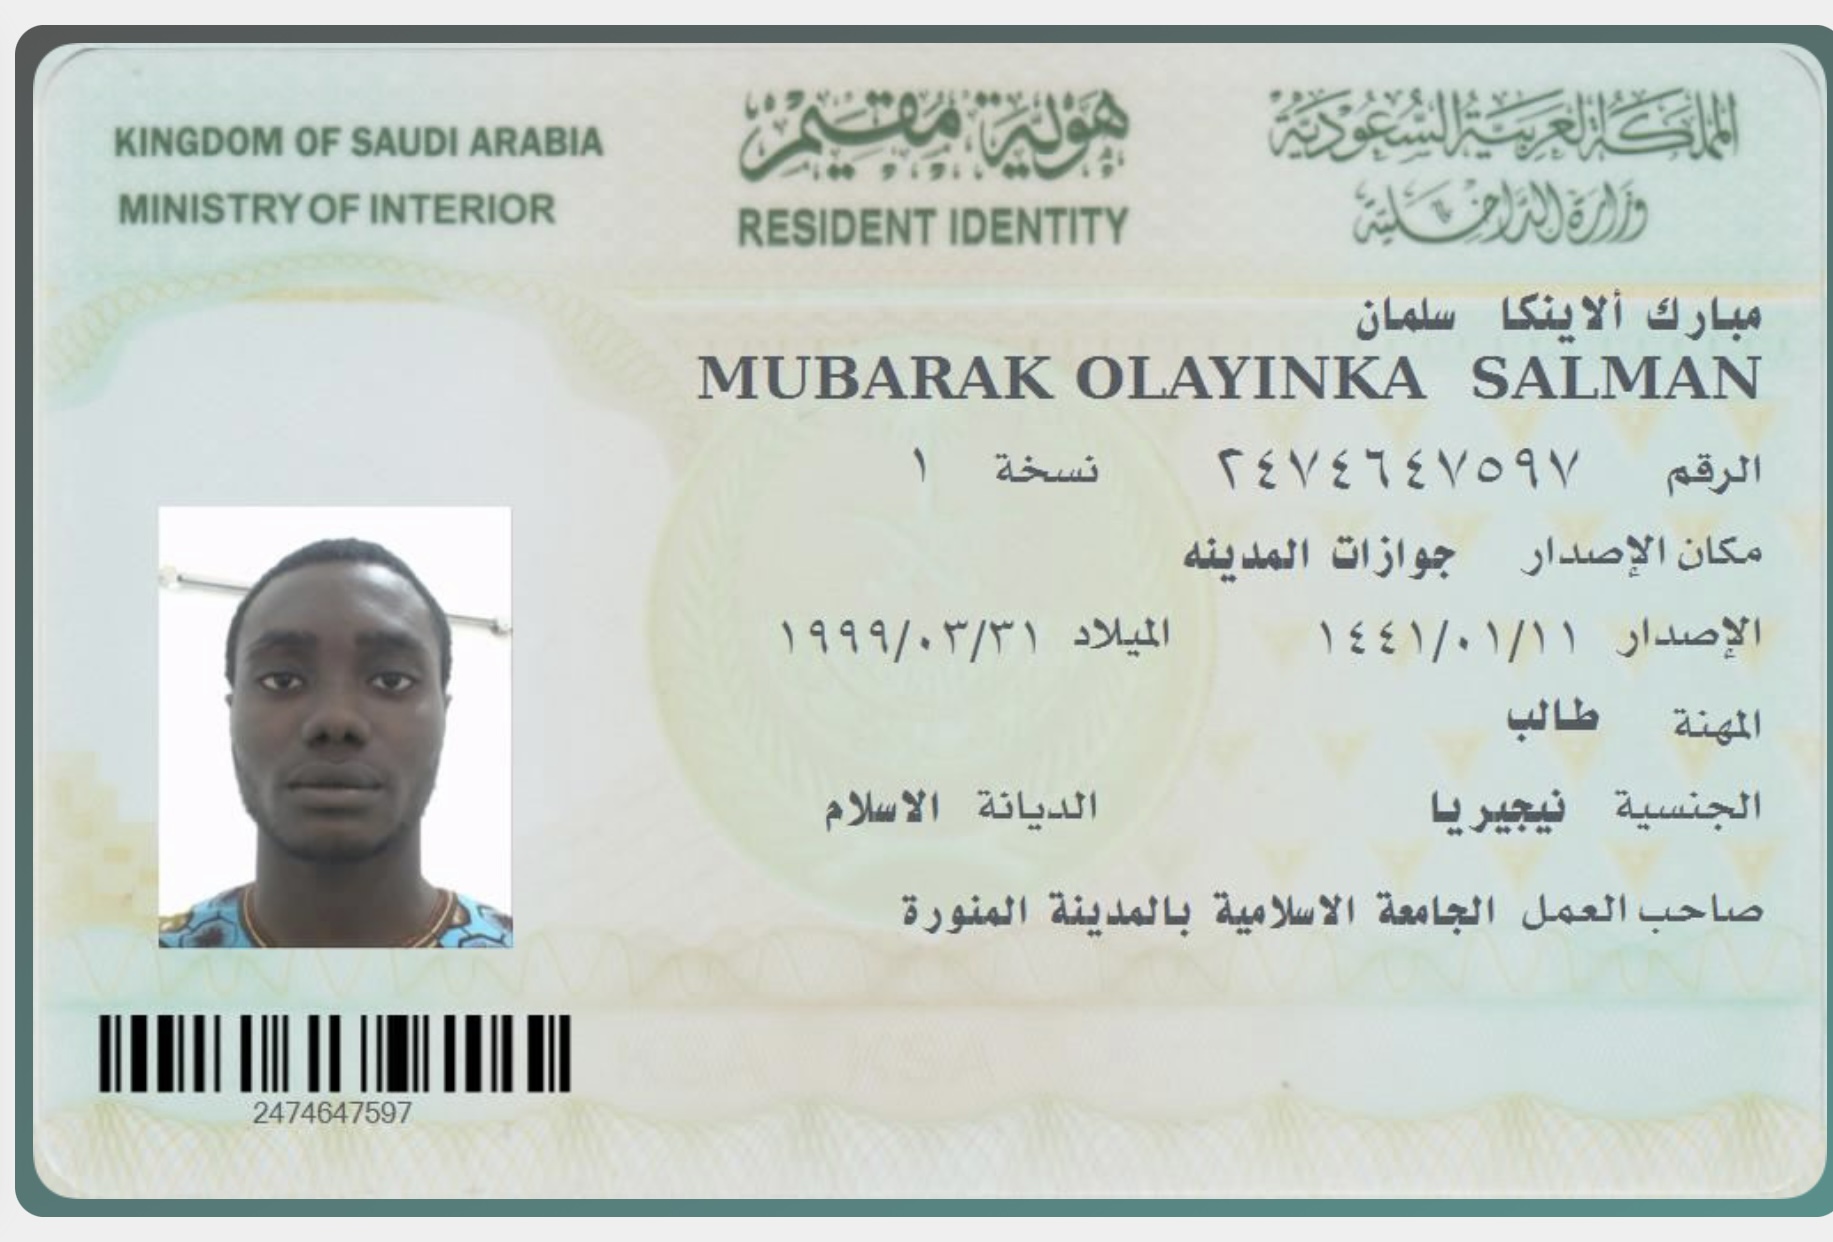 المملكة العربية السعودية
وزارة الداخلية
هوية مقيم
RESIDENT IDENTITY
KINGDOM OF SAUDI ARABIA
MINISTRY OF INTERIOR
مبارك ألاينكا سلمان
MUBARAK OLAYINKA SALMAN
الرقم ٢٤٧٤٦٤٧٥٩٧ نسخة ١
مكان الإصدار جوازات المدينه
الإصدار ١٤٤١/٠١/١١ الميلاد ١٩٩٩/٠٣/٣١
المهنة طالب
الجنسية نيجيريا الديانة الاسلام
صاحب العمل الجامعة الاسلامية بالمدينة المنورة
2474647597